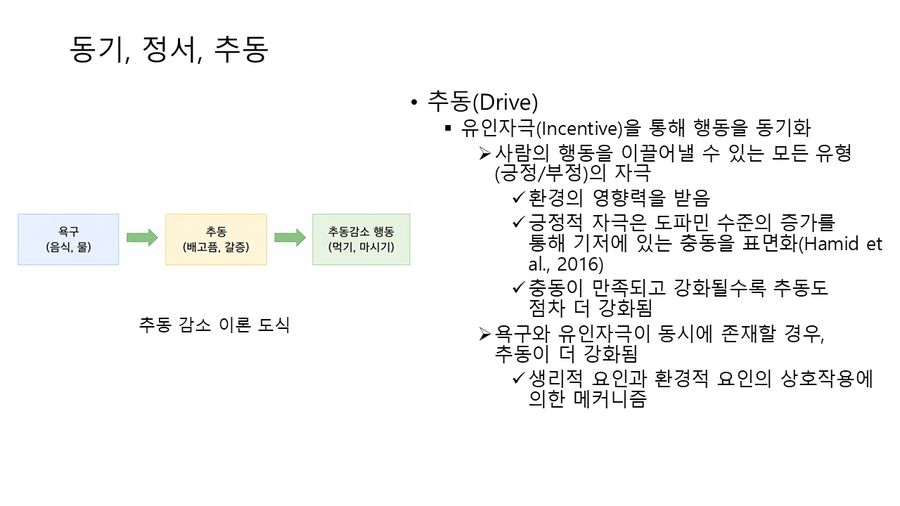 동기, 정서, 추동
• 추동(Drive)
▪ 유인자극(Incentive)을 통해 행동을 동기화
➢사람의 행동을 이끌어낼 수 있는 모든 유형
(긍정/부정)의 자극
✓환경의 영향력을 받음
✓긍정적 자극은 도파민 수준의 증가를
통해 기저에 있는 충동을 표면화(Hamid et
al., 2016)
✓충동이 만족되고 강화될수록 추동도
점차 더 강화됨
➢욕구와 유인자극이 동시에 존재할 경우,
추동이 더 강화됨
✓생리적 요인과 환경적 요인의 상호작용에
의한 메커니즘
욕구
(음식, 물)
추동
(배고픔, 갈증)
추동감소 행동
(먹기, 마시기)
추동 감소 이론 도식